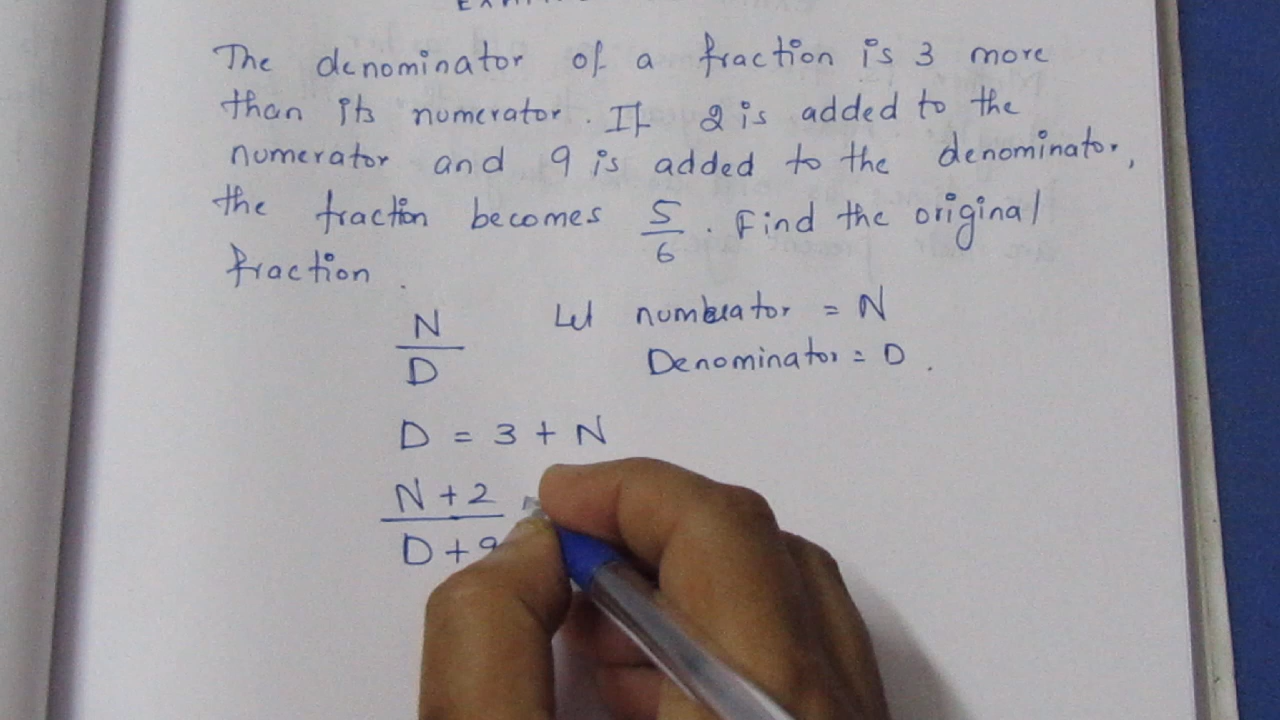 The denominator of a fraction is 3 more
than its numerator. If 2 is added to the
numerator and 9 is added to the denominator,
the fraction becomes 5/6. Find the original
fraction.
N/D Let numerator = N
Denominator = D.
D = 3 + N
N + 2
D + 9